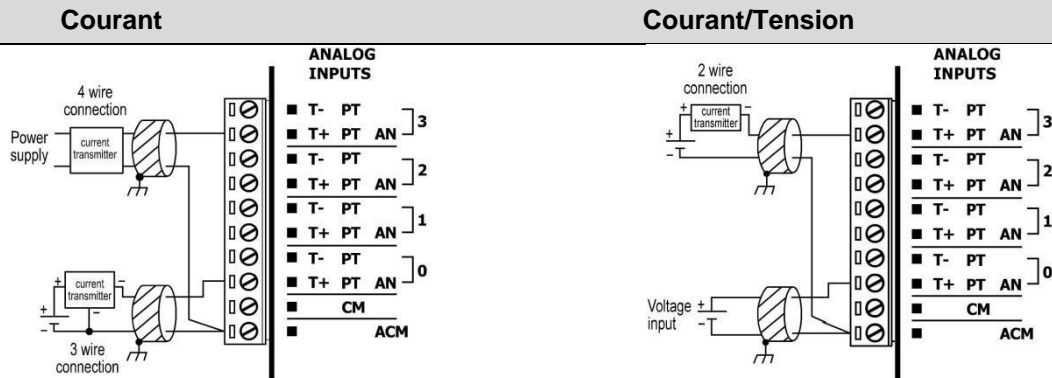 Courant
Courant/Tension
ANALOG
INPUTS
4 wire
connection
Power
supply
current
transmitter
T- PT
T+ PT AN
3
T- PT
T+ PT AN
2
T- PT
T+ PT AN
1
T- PT
T+ PT AN
0
CM
ACM
+ -
current
transmitter
+
-
-
3 wire
connection
ANALOG
INPUTS
2 wire
connection
+ -
current
transmitter
+
-
T- PT
T+ PT AN
3
T- PT
T+ PT AN
2
T- PT
T+ PT AN
1
T- PT
T+ PT AN
0
CM
ACM
Voltage +
input -